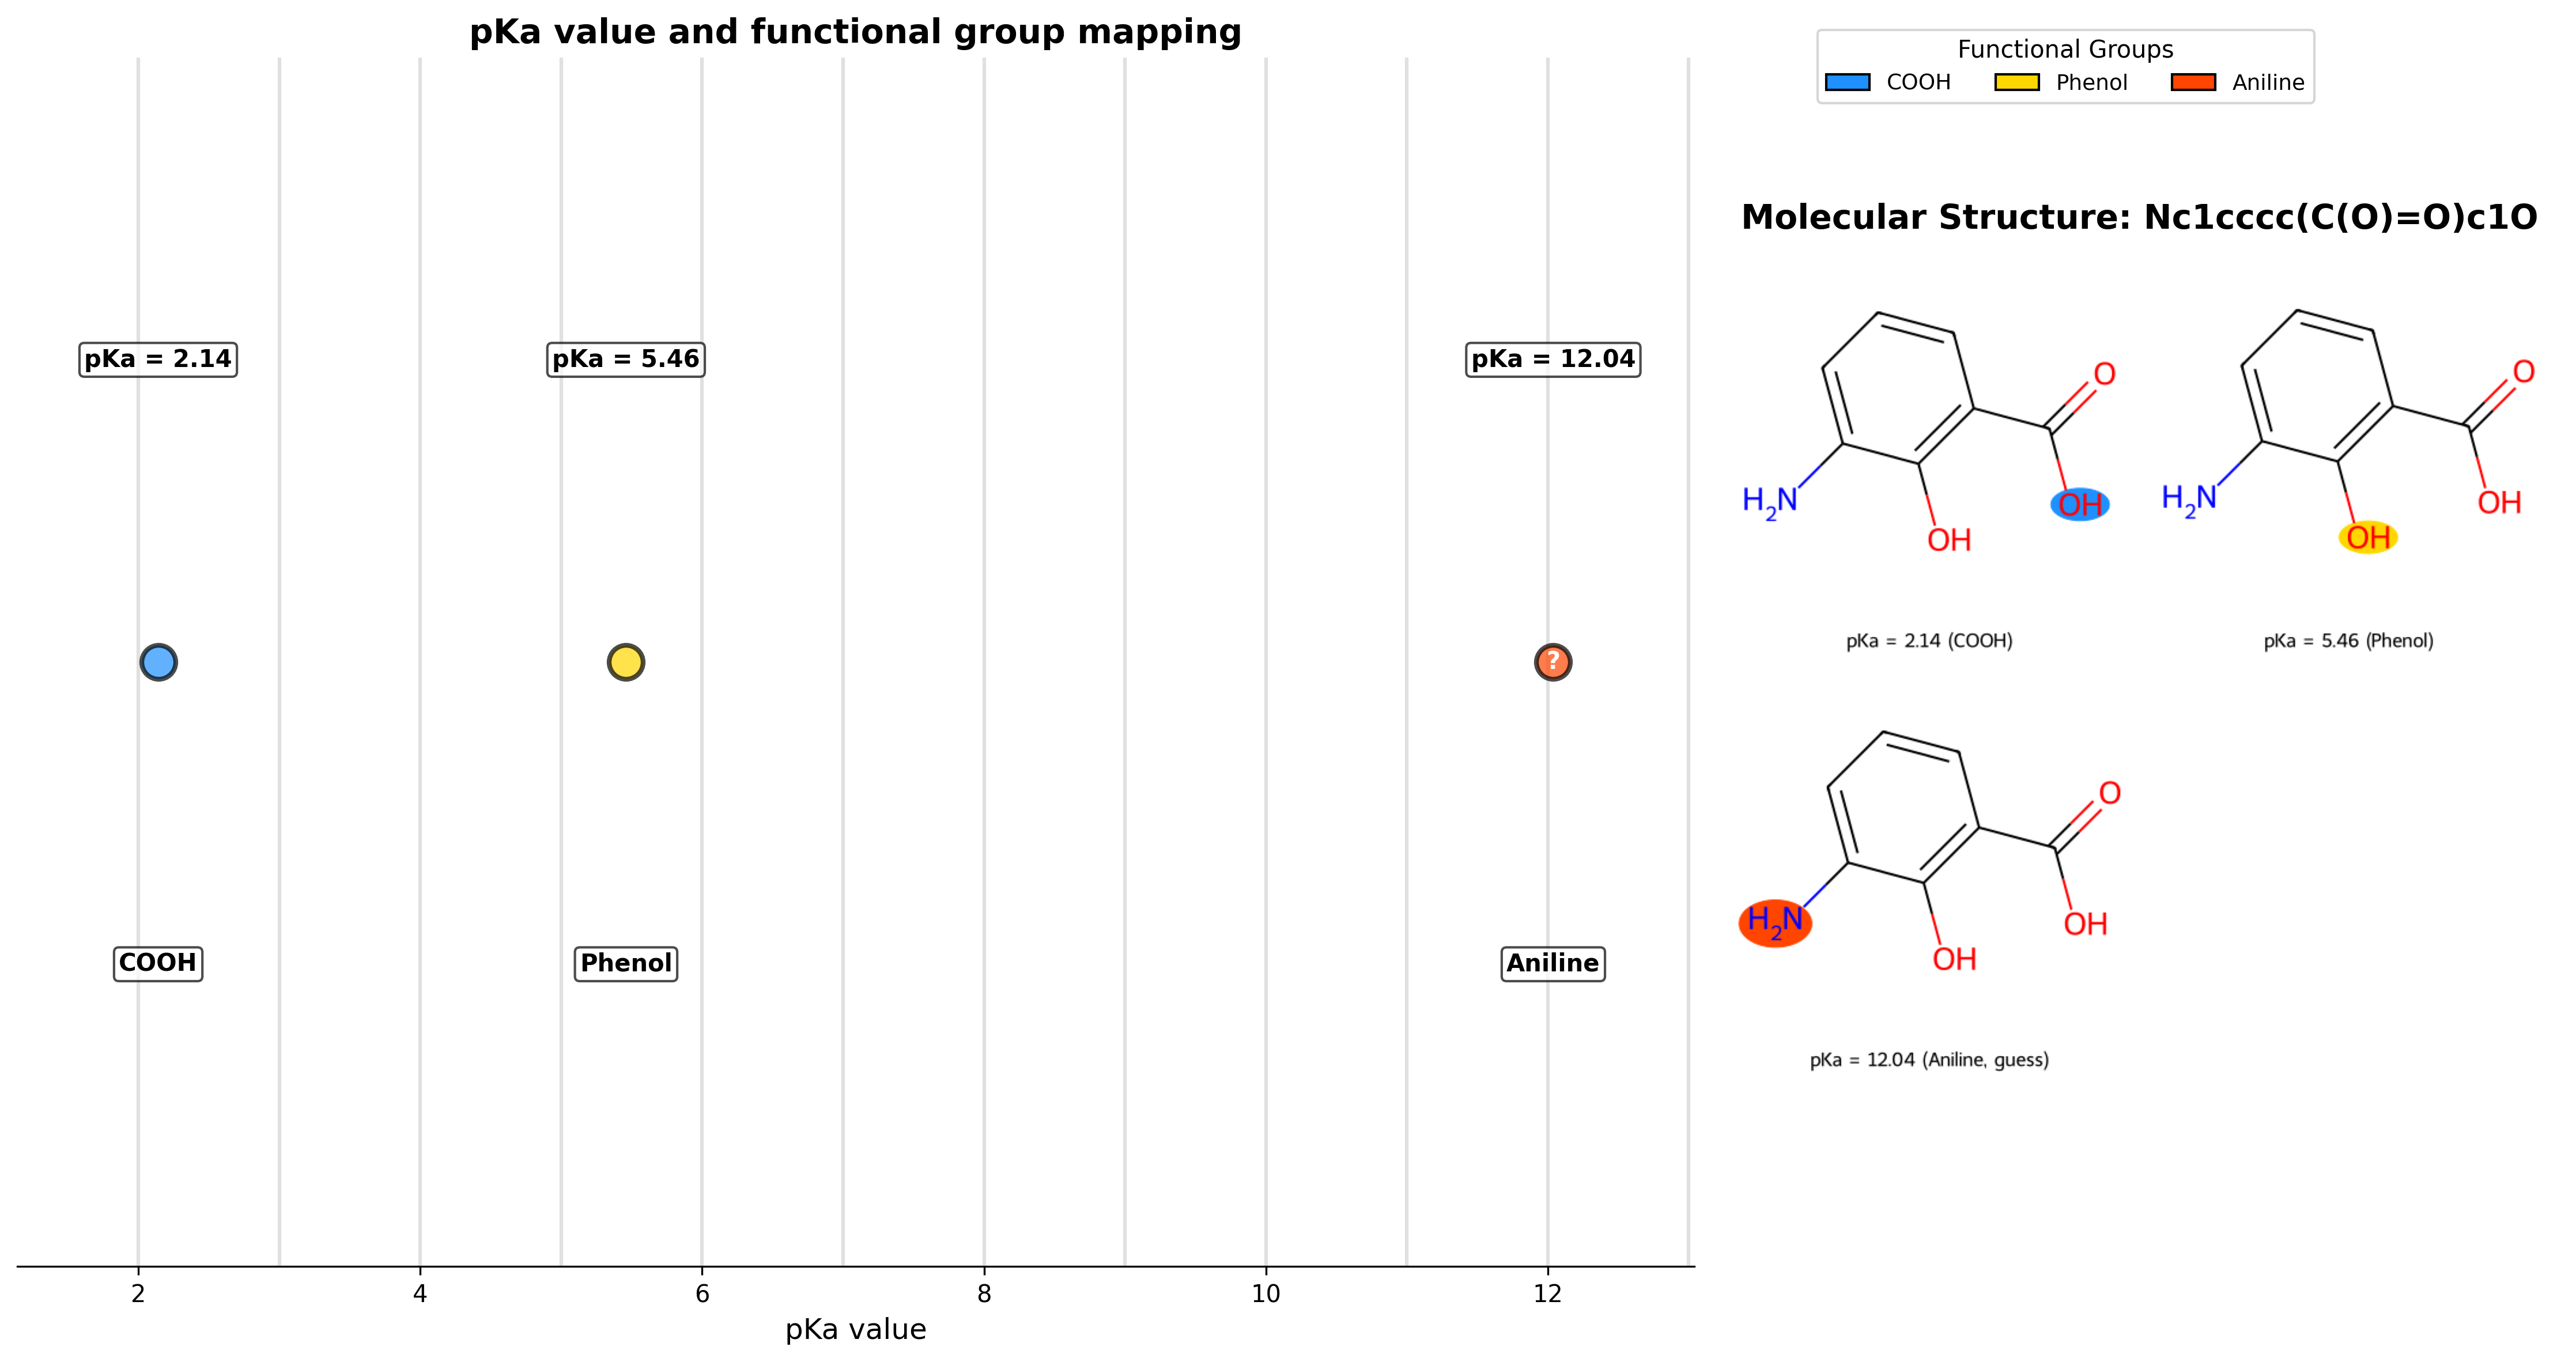 pKa value and functional group mapping
pKa = 2.14
pKa = 5.46
pKa = 12.04
?
COOH
Phenol
Aniline
2
4
6
8
10
12
pKa value
Functional Groups
COOH
Phenol
Aniline
Molecular Structure: Nc1cccc(C(O)=O)c1O
O
OH
H2N
OH
pKa = 2.14 (COOH)
O
OH
H2N
OH
pKa = 5.46 (Phenol)
O
H2N
OH
OH
pKa = 12.04 (Aniline, guess)